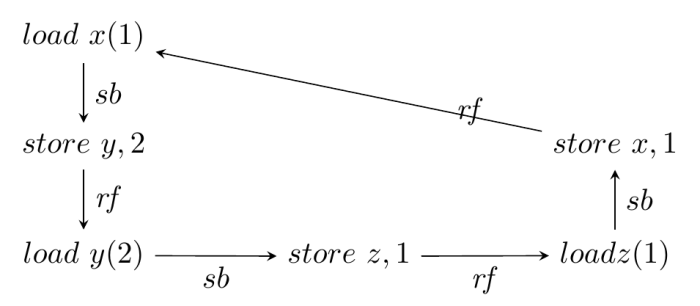 load x(1)
sb
rf
store y, 2
store x, 1
rf
sb
load y(2)
sb
store z, 1
rf
loadz(1)